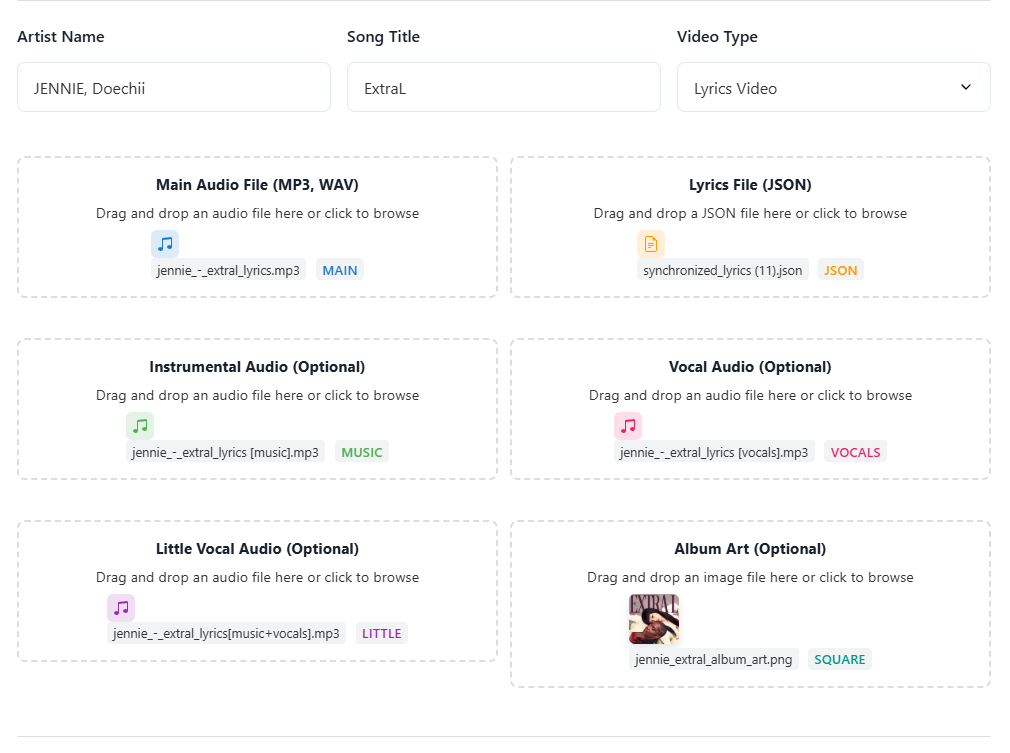 Artist Name
Song Title
Video Type
JENNIE, Doechii
ExtraL
Lyrics Video
Main Audio File (MP3, WAV)
Drag and drop an audio file here or click to browse
jennie_-_extral_lyrics.mp3
MAIN
Lyrics File (JSON)
Drag and drop a JSON file here or click to browse
synchronized_lyrics (11).json
JSON
Instrumental Audio (Optional)
Drag and drop an audio file here or click to browse
jennie_-_extral_lyrics [music].mp3
MUSIC
Vocal Audio (Optional)
Drag and drop an audio file here or click to browse
jennie_-_extral_lyrics [vocals].mp3
VOCALS
Little Vocal Audio (Optional)
Drag and drop an audio file here or click to browse
jennie_-_extral_lyrics[music+vocals].mp3
LITTLE
Album Art (Optional)
Drag and drop an image file here or click to browse
EXTRAL
jennie_extral_album_art.png
SQUARE